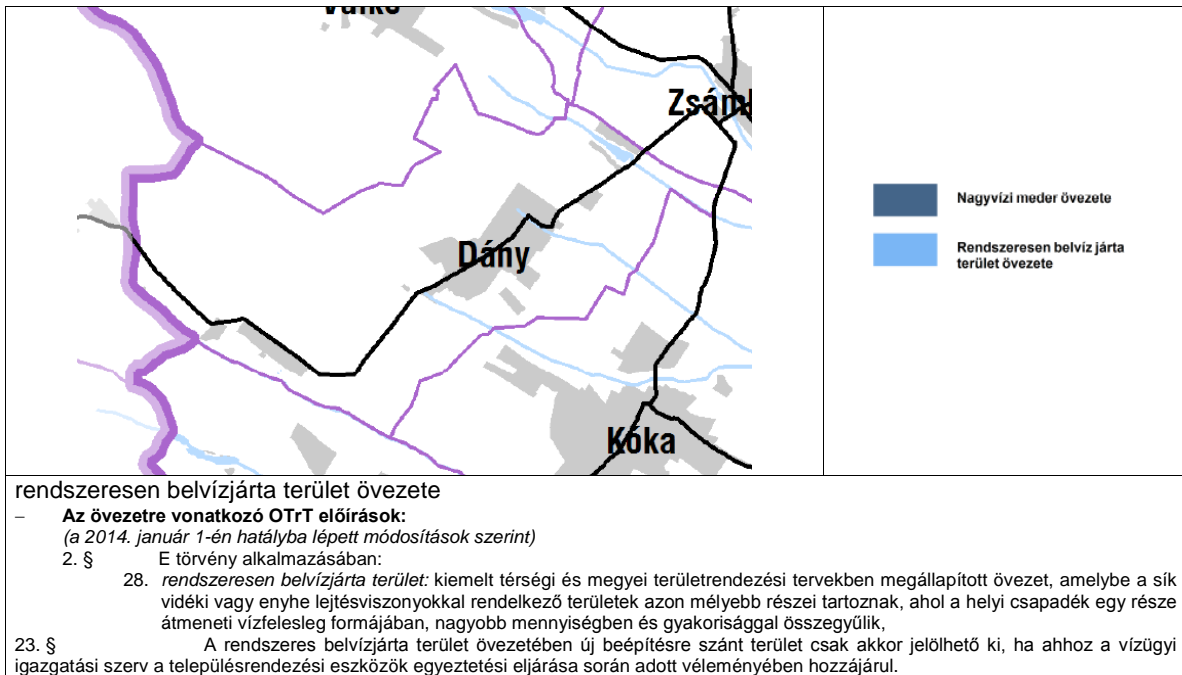 Valkó
Zsámb
Dány
Kóka
Nagyvízi meder övezete
Rendszeresen belvíz járta
terület övezete
rendszeresen belvízjárta terület övezete
– Az övezetre vonatkozó OTrT előírások:
(a 2014. január 1-én hatályba lépett módosítások szerint)
2. § E törvény alkalmazásában:
28. rendszeresen belvízjárta terület: kiemelt térségi és megyei területrendezési tervekben megállapított övezet, amelybe a sík
vidéki vagy enyhe lejtésviszonyokkal rendelkező területek azon mélyebb részei tartoznak, ahol a helyi csapadék egy része
átmeneti vízfelesleg formájában, nagyobb mennyiségben és gyakorisággal összegyűlik,
23. § A rendszeres belvízjárta terület övezetében új beépítésre szánt terület csak akkor jelölhető ki, ha ahhoz a vízügyi
igazgatási szerv a településrendezési eszközök egyeztetési eljárása során adott véleményében hozzájárul.